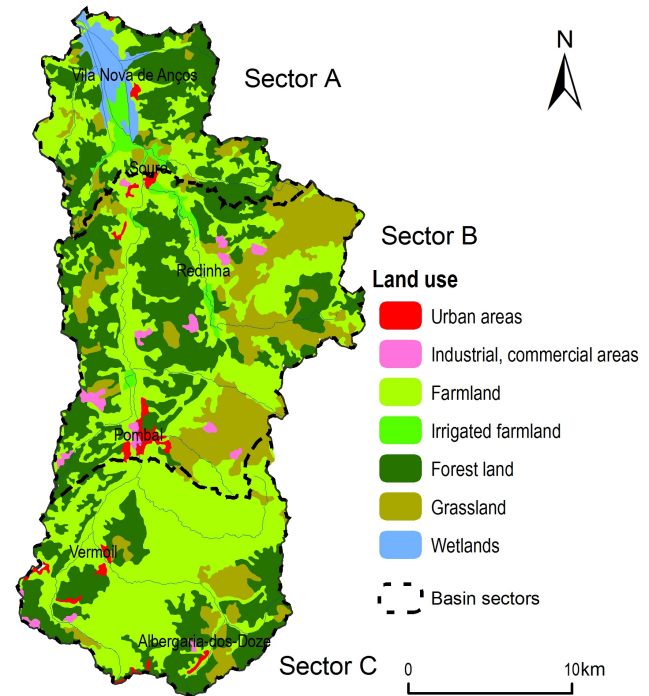 N
Vila Nova de Anços
Sector A
Soure
Sector B
Redinha
Land use
Urban areas
Industrial, commercial areas
Farmland
Irrigated farmland
Forest land
Grassland
Wetlands
Basin sectors
Pombal
Vermoil
Albergaria-dos-Doze
Sector C
0
10km